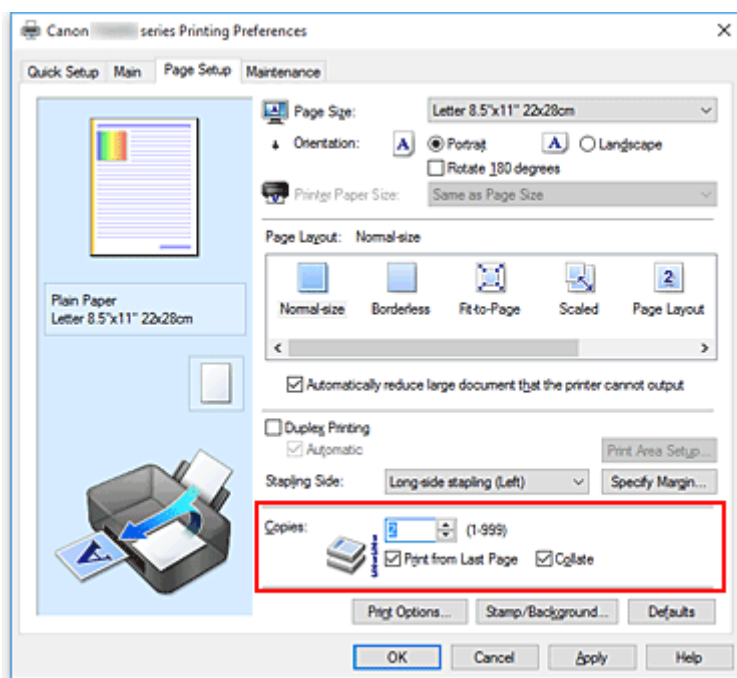 Canon series Printing Preferences
Quick Setup Main Page Setup Maintenance
Page Size: Letter 8.5"x11" 22x28cm
Orientation: A Portrait A Landscape
Rotate 180 degrees
Printer Paper Size: Same as Page Size
Page Layout: Normal-size
2
Normal-size Borderless Fit-to-Page Scaled Page Layout
Plain Paper
Letter 8.5"x11" 22x28cm
Automatically reduce large document that the printer cannot output
Duplex Printing
Automatic Print Area Setup...
Stapling Side: Long-side stapling (Left) Specify Margin...
Copies: 2 (1-999)
Print from Last Page Collate
A
Print Options... Stamp/Background... Defaults
OK Cancel Apply Help